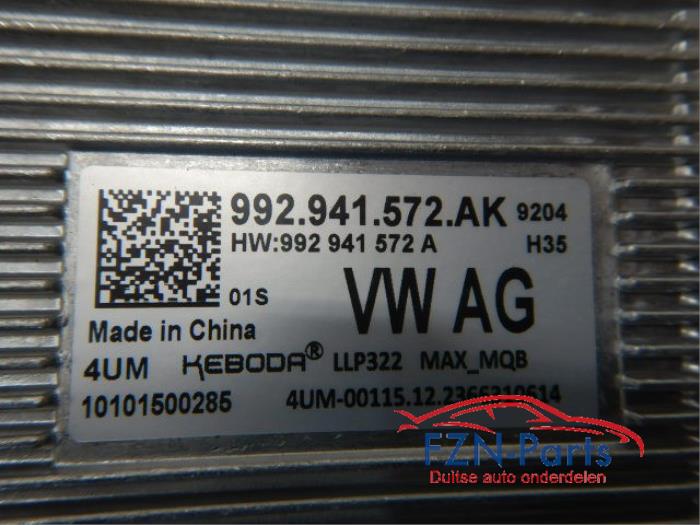 992.941.572.AK 9204
HW:992 941 572 A H35
01S
VW AG
Made in China
4UM KEBODA® LLP322 MAX_MQB
10101500285 4UM-00115.12.2366210614
FZN-Parts
Duitse auto onderdelen